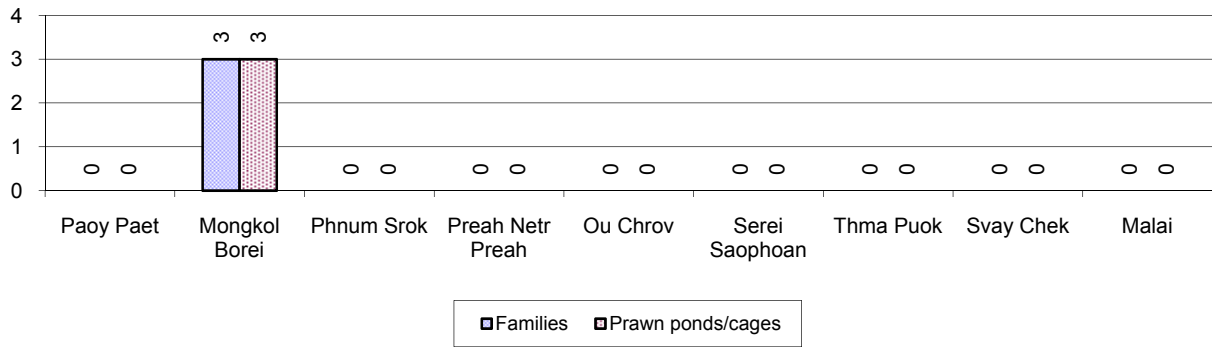 4
3
2
1
0
0 0 3 3 0 0 0 0 0 0 0 0 0 0 0 0 0 0
Paoy Paet Mongkol Borei Phnum Srok Preah Netr Preah Ou Chrov Serei Saophoan Thma Puok Svay Chek Malai
Families Prawn ponds/cages